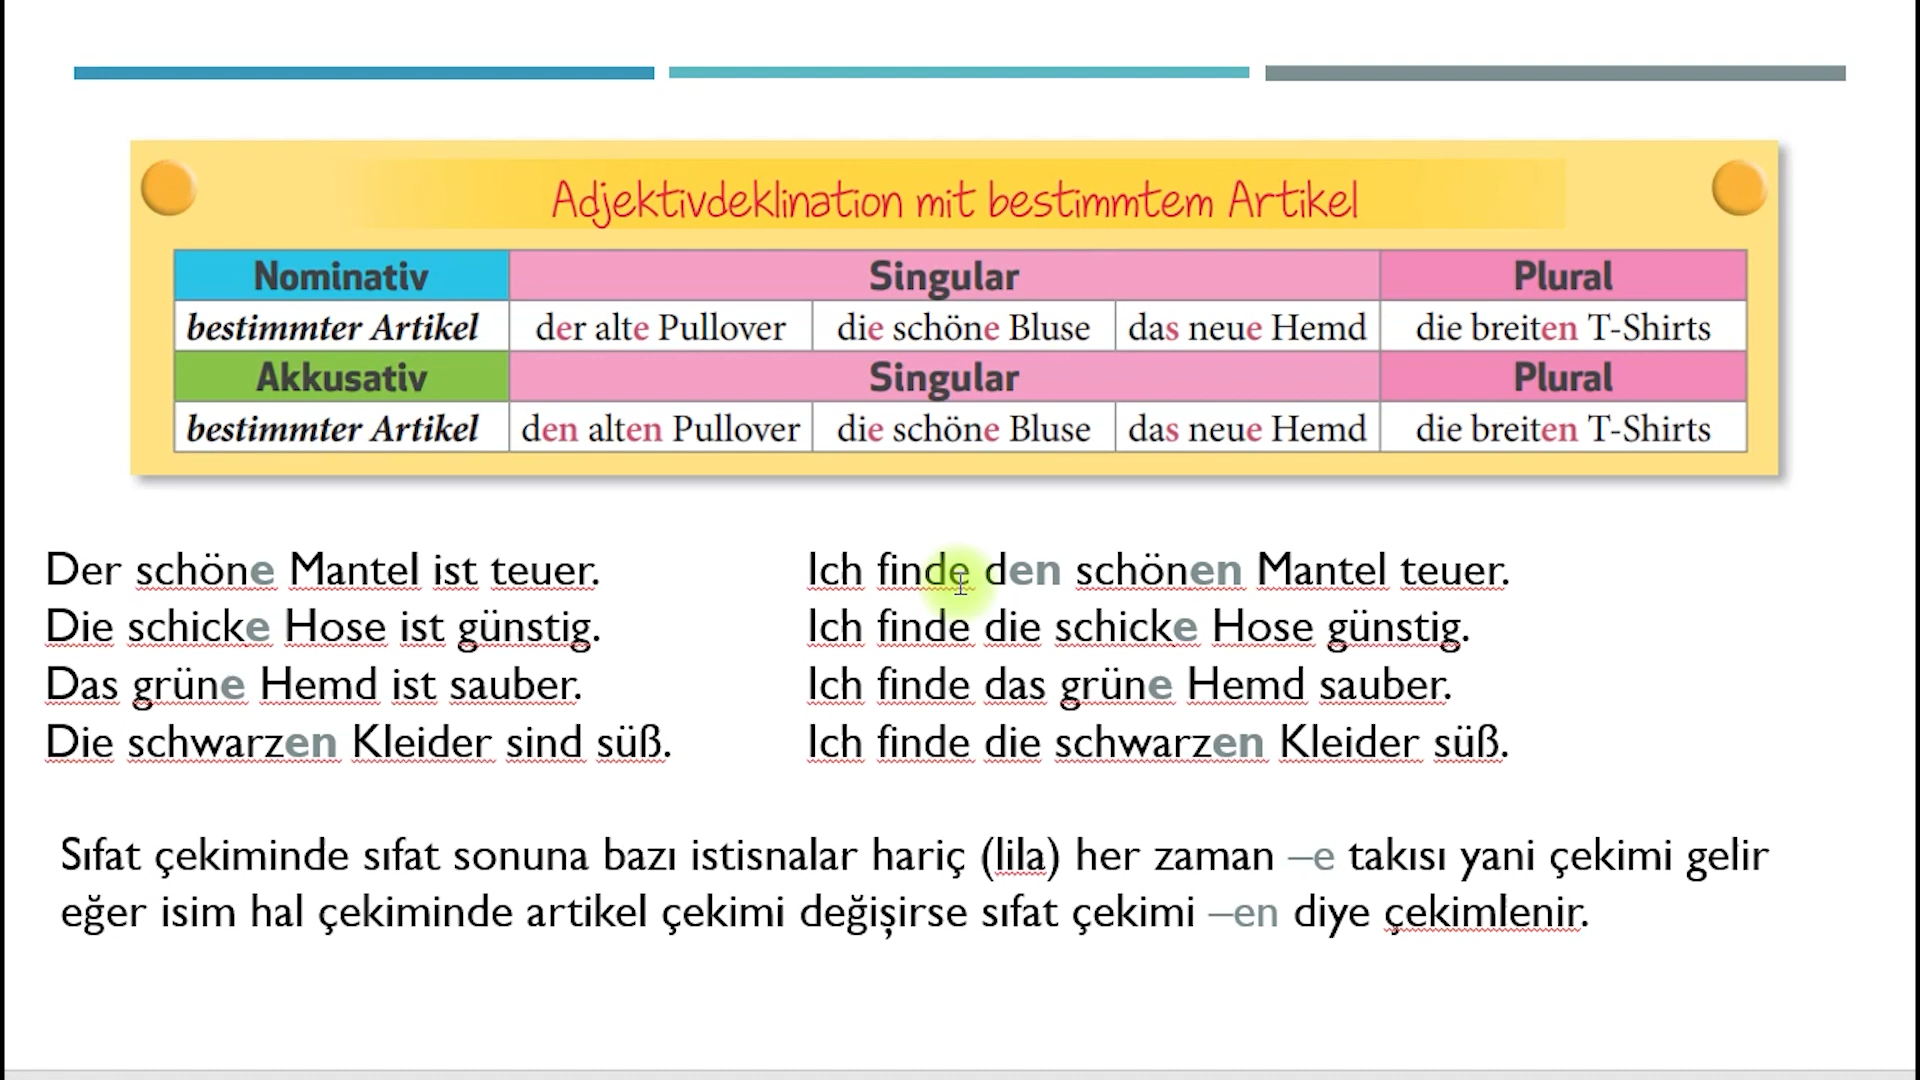 Adjektivdeklination mit bestimmtem Artikel
Nominativ Singular Plural
bestimmter Artikel der alte Pullover die schöne Bluse das neue Hemd die breiten T-Shirts
Akkusativ Singular Plural
bestimmter Artikel den alten Pullover die schöne Bluse das neue Hemd die breiten T-Shirts
Der schöne Mantel ist teuer.
Die schicke Hose ist günstig.
Das grüne Hemd ist sauber.
Die schwarzen Kleider sind süß.
Ich finde den schönen Mantel teuer.
Ich finde die schicke Hose günstig.
Ich finde das grüne Hemd sauber.
Ich finde die schwarzen Kleider süß.
Sıfat çekiminde sıfat sonuna bazı istisnalar hariç (lila) her zaman –e takısı yani çekimi gelir
eğer isim hal çekiminde artikel çekimi değişirse sıfat çekimi –en diye çekimlenir.